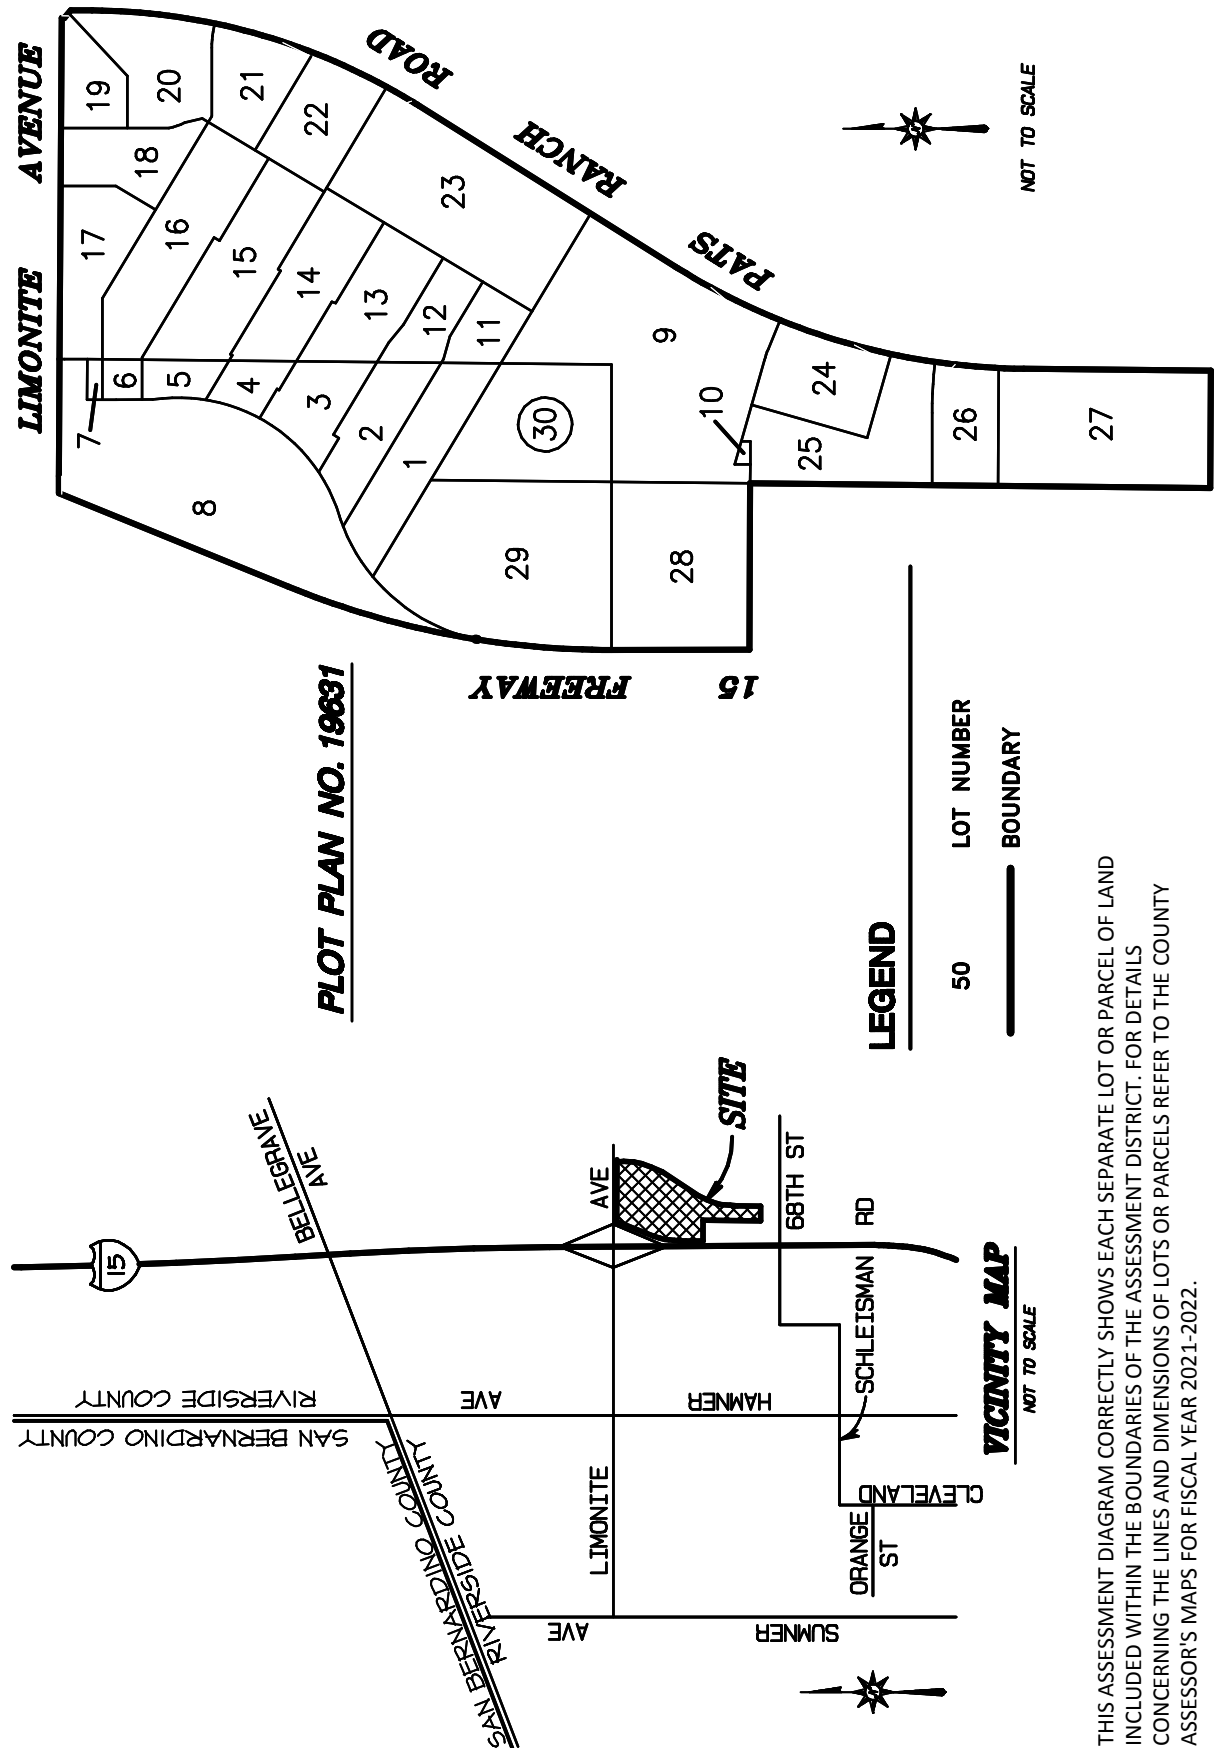 LIMONITE AVENUE
PATS RANCH ROAD
FREEWAY 15
1
2
3
4
5
6
7
8
9
10
11
12
13
14
15
16
17
18
19
20
21
22
23
24
25
26
27
28
29
30
N
NOT TO SCALE
PLOT PLAN NO. 19631
LEGEND
50 LOT NUMBER
BOUNDARY
15
BELLEGRAVE
AVE
SAN BERNARDINO COUNTY
RIVERSIDE COUNTY
SAN BERNARDINO COUNTY
RIVERSIDE COUNTY
SAN BERNARDINO COUNTY
RIVERSIDE COUNTY
HAMNER AVE
LIMONITE AVE
SITE
68TH ST
SCHLEISMAN RD
CLEVELAND
ORANGE
ST
SUMNER AVE
N
VICINITY MAP
NOT TO SCALE
THIS ASSESSMENT DIAGRAM CORRECTLY SHOWS EACH SEPARATE LOT OR PARCEL OF LAND
INCLUDED WITHIN THE BOUNDARIES OF THE ASSESSMENT DISTRICT. FOR DETAILS
CONCERNING THE LINES AND DIMENSIONS OF LOTS OR PARCELS REFER TO THE COUNTY
ASSESSOR'S MAPS FOR FISCAL YEAR 2021-2022.